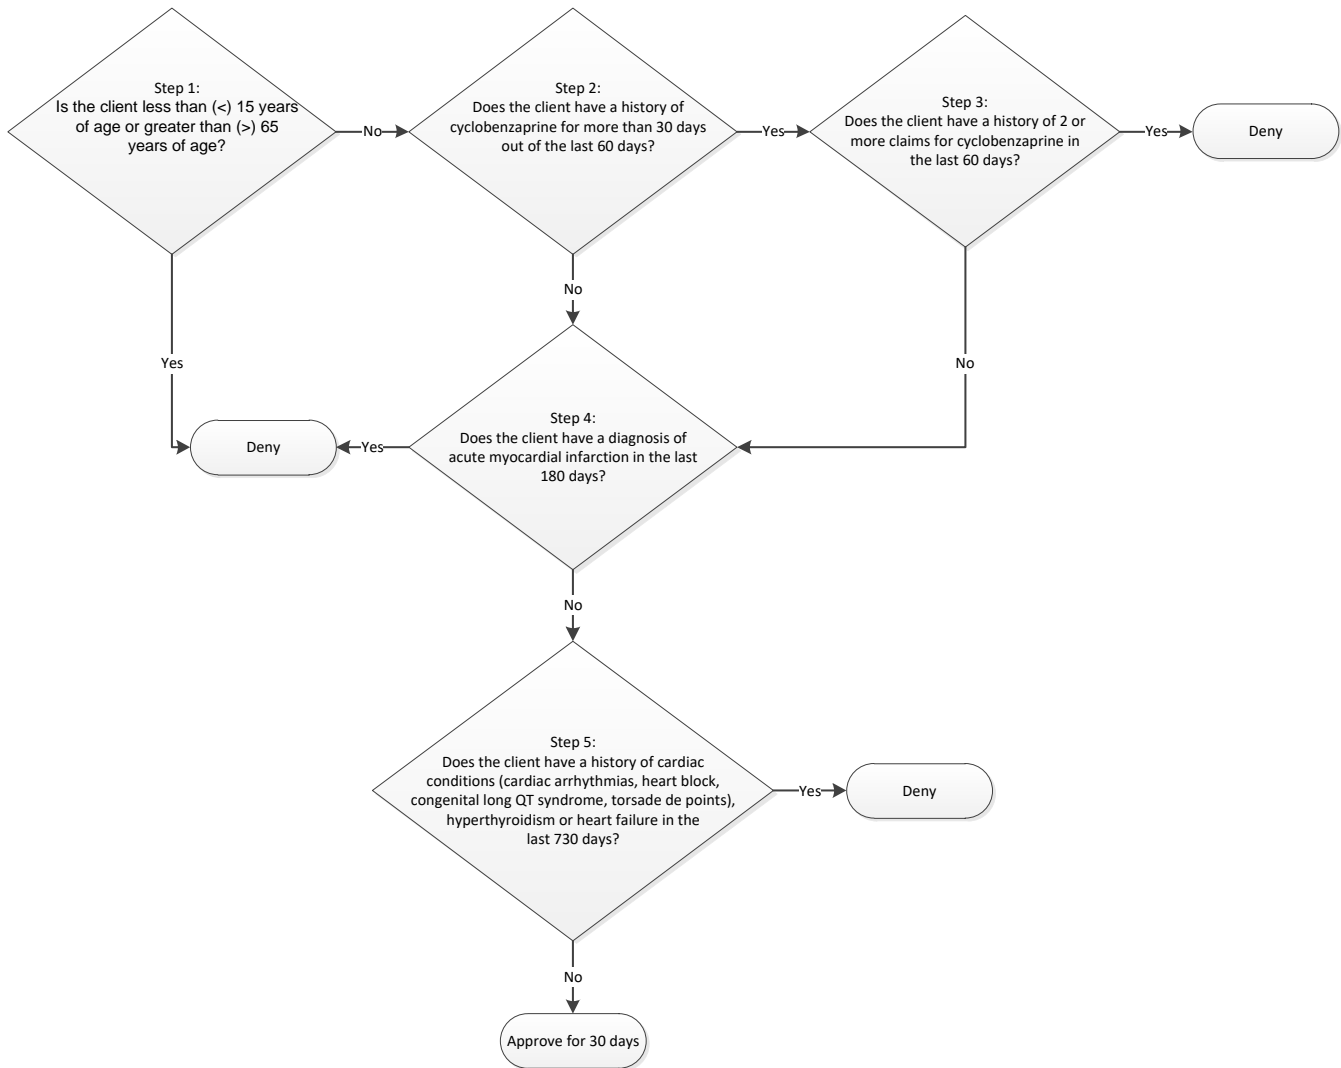 Step 1:
Is the client less than (<) 15 years
of age or greater than (>) 65
years of age?
No
Step 2:
Does the client have a history of
cyclobenzaprine for more than 30 days
out of the last 60 days?
Yes
Step 3:
Does the client have a history of 2 or
more claims for cyclobenzaprine in
the last 60 days?
Yes
Deny
No
Yes
No
Deny
Yes
Step 4:
Does the client have a diagnosis of
acute myocardial infarction in the last
180 days?
No
Step 5:
Does the client have a history of cardiac
conditions (cardiac arrhythmias, heart block,
congenital long QT syndrome, torsade de points),
hyperthyroidism or heart failure in the
last 730 days?
Yes
Deny
No
Approve for 30 days